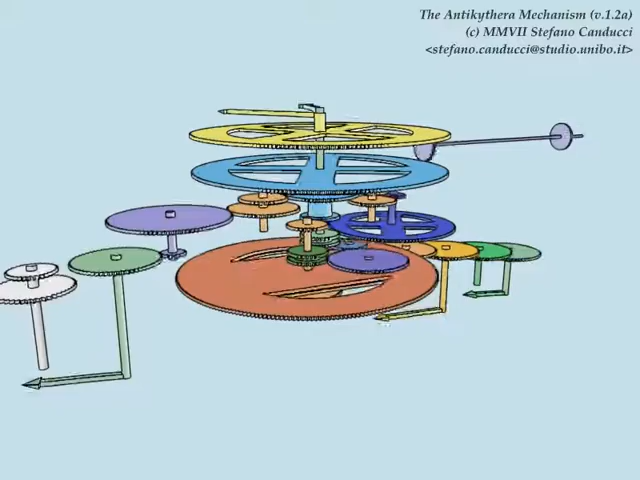 The Antikythera Mechanism (v.1.2a)
(c) MMVII Stefano Canducci
<stefano.canducci@studio.unibo.it>